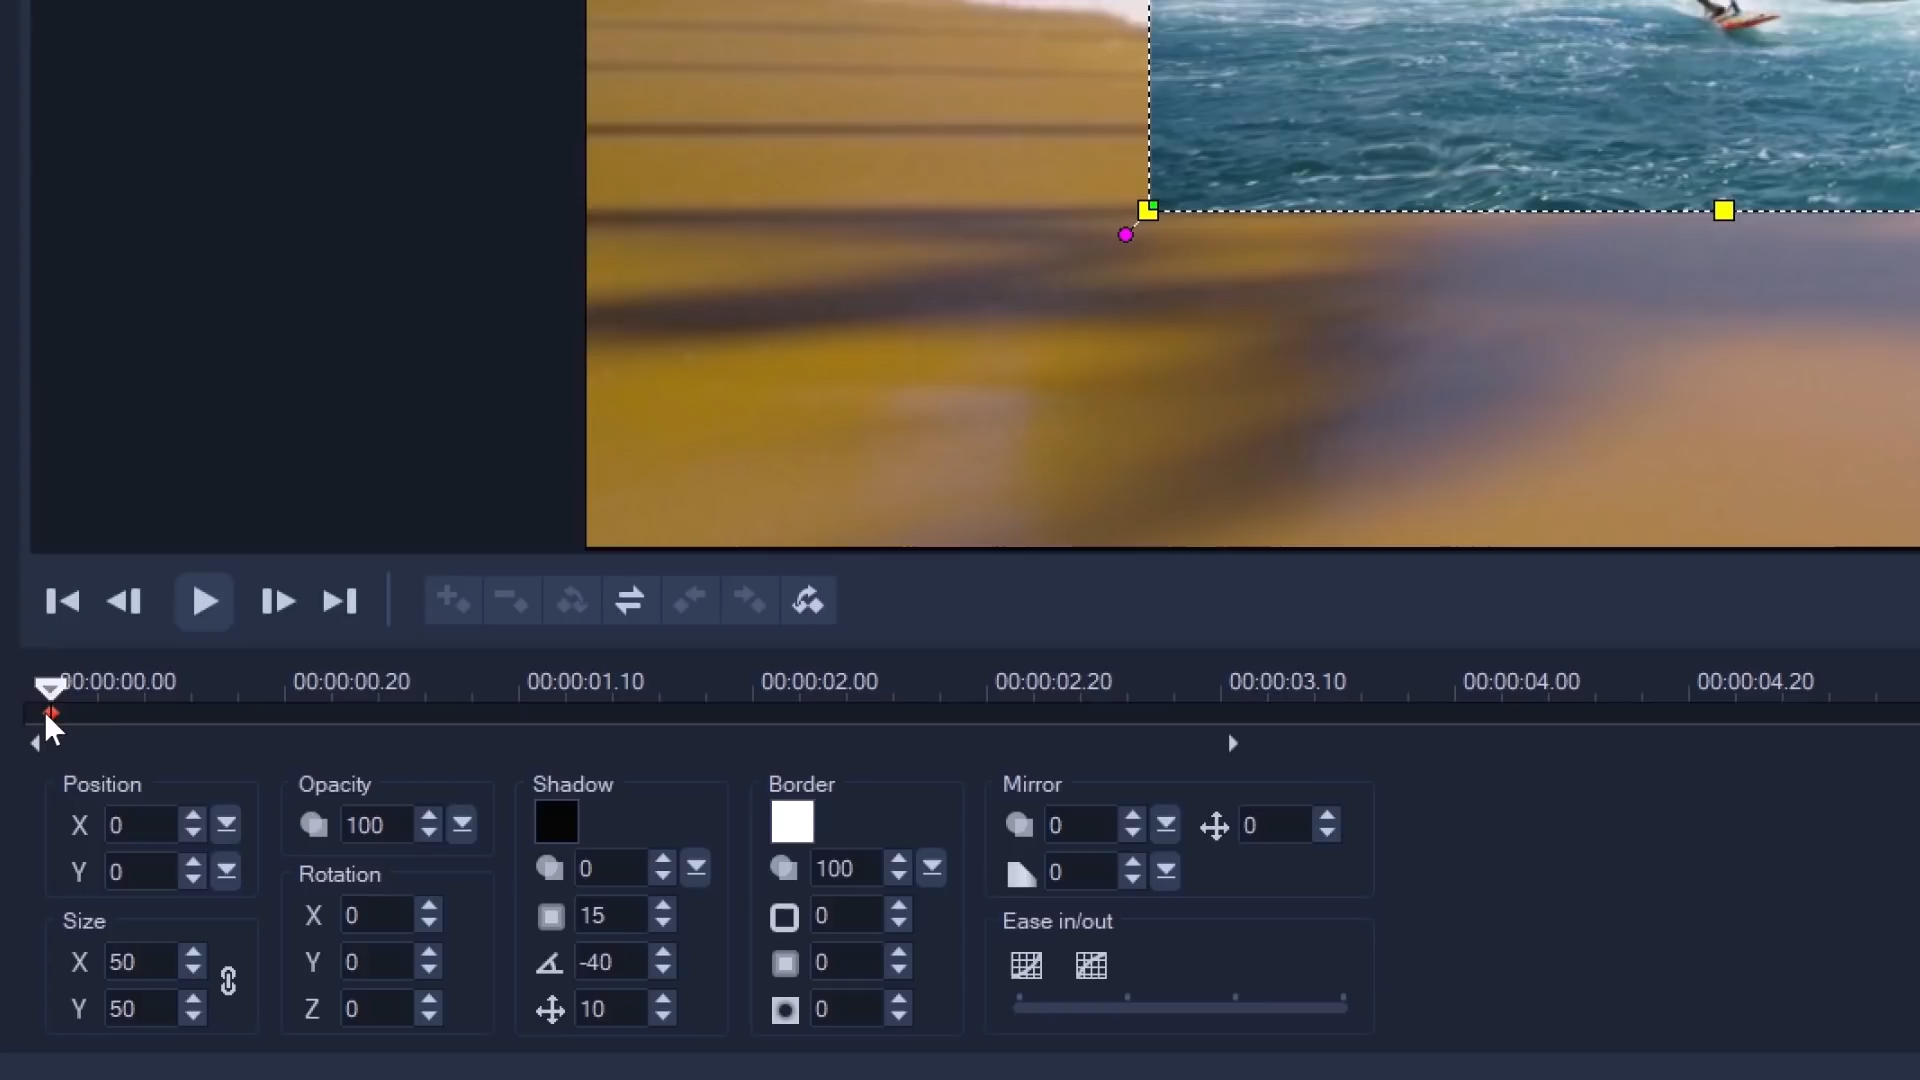 00:00:00.00 00:00:00.20 00:00:01.10 00:00:02.00 00:00:02.20 00:00:03.10 00:00:04.00 00:00:04.20
Position
X 0
Y 0
Size
X 50
Y 50
Opacity
100
Rotation
X 0
Y 0
Z 0
Shadow
0
15
-40
10
Border
100
0
0
0
Mirror
0 0
0
Ease in/out